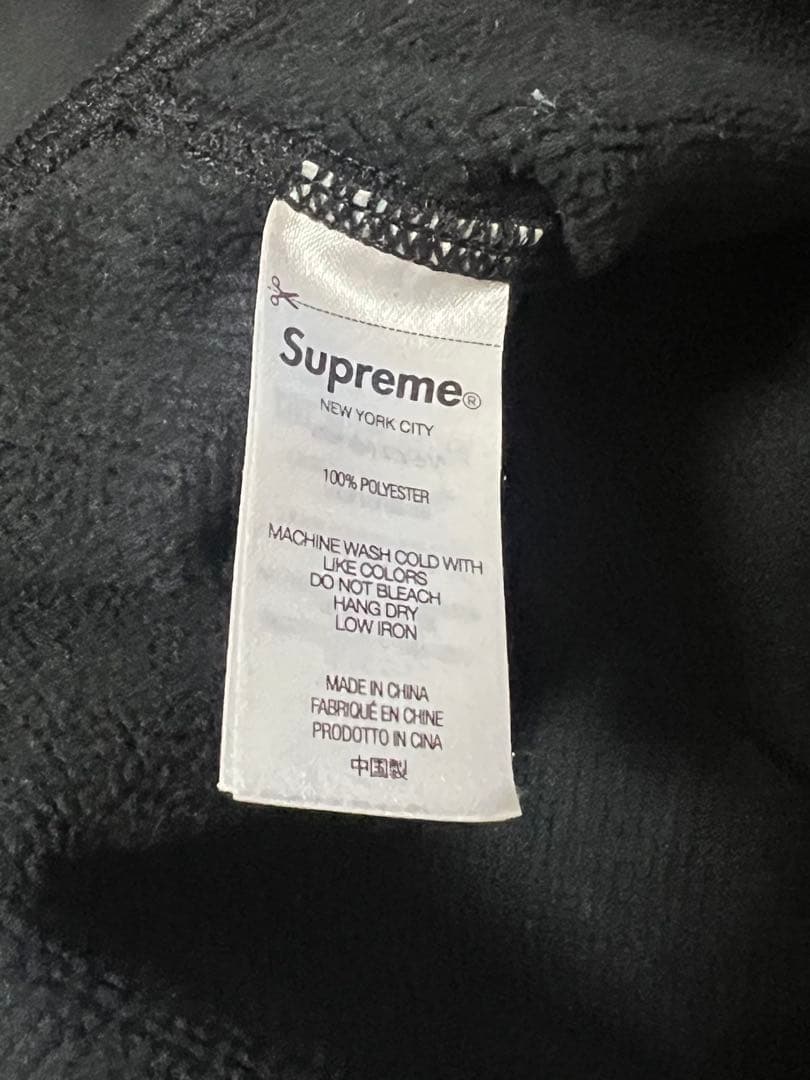 Supreme®
NEW YORK CITY
100% POLYESTER
MACHINE WASH COLD WITH
LIKE COLORS
DO NOT BLEACH
HANG DRY
LOW IRON
MADE IN CHINA
FABRIQUÉ EN CHINE
PRODOTTO IN CINA
中国製